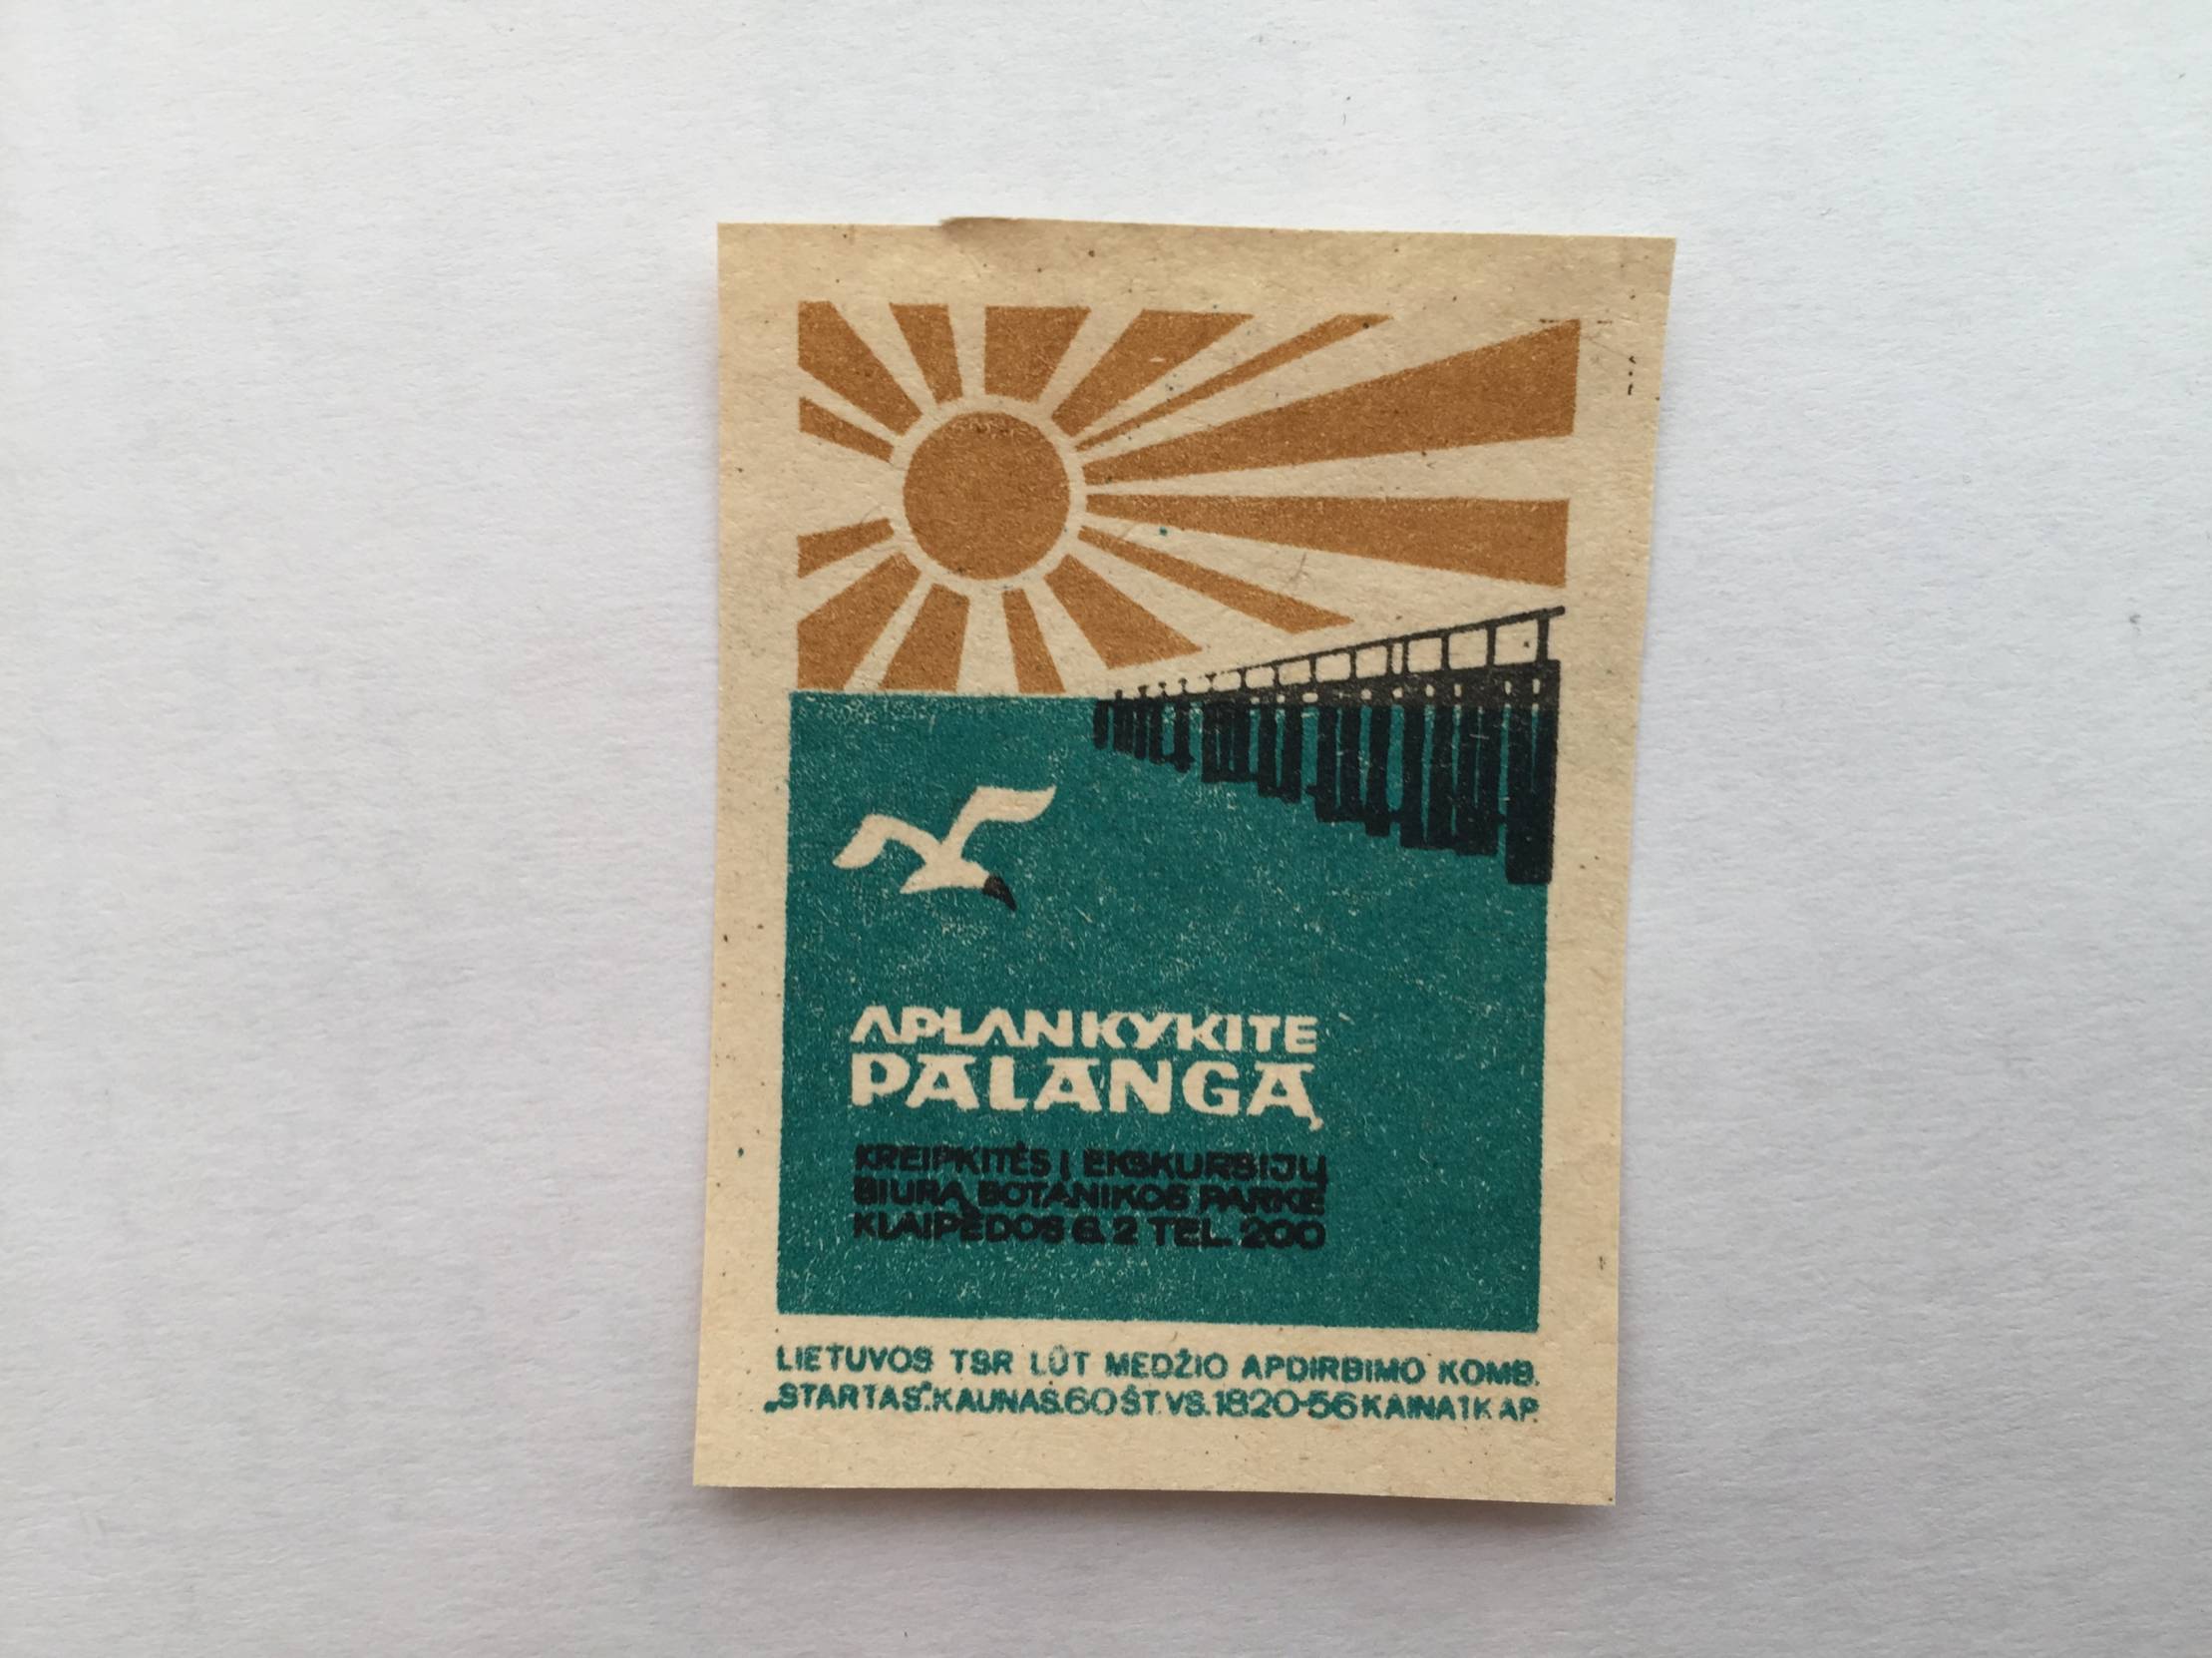 APLANKYKITE
PALANGĄ
KREIPKITĖS Į EKSKURSIJŲ
BIURĄ BOTANIKOS PARKE
KLAIPĖDOS G. 2 TEL. 200
LIETUVOS TSR LŪT MEDŽIO APDIRBIMO KOMB.
„STARTAS". KAUNAS. 60 ŠT. VS. 1820-56 KAINA 1 KAP.